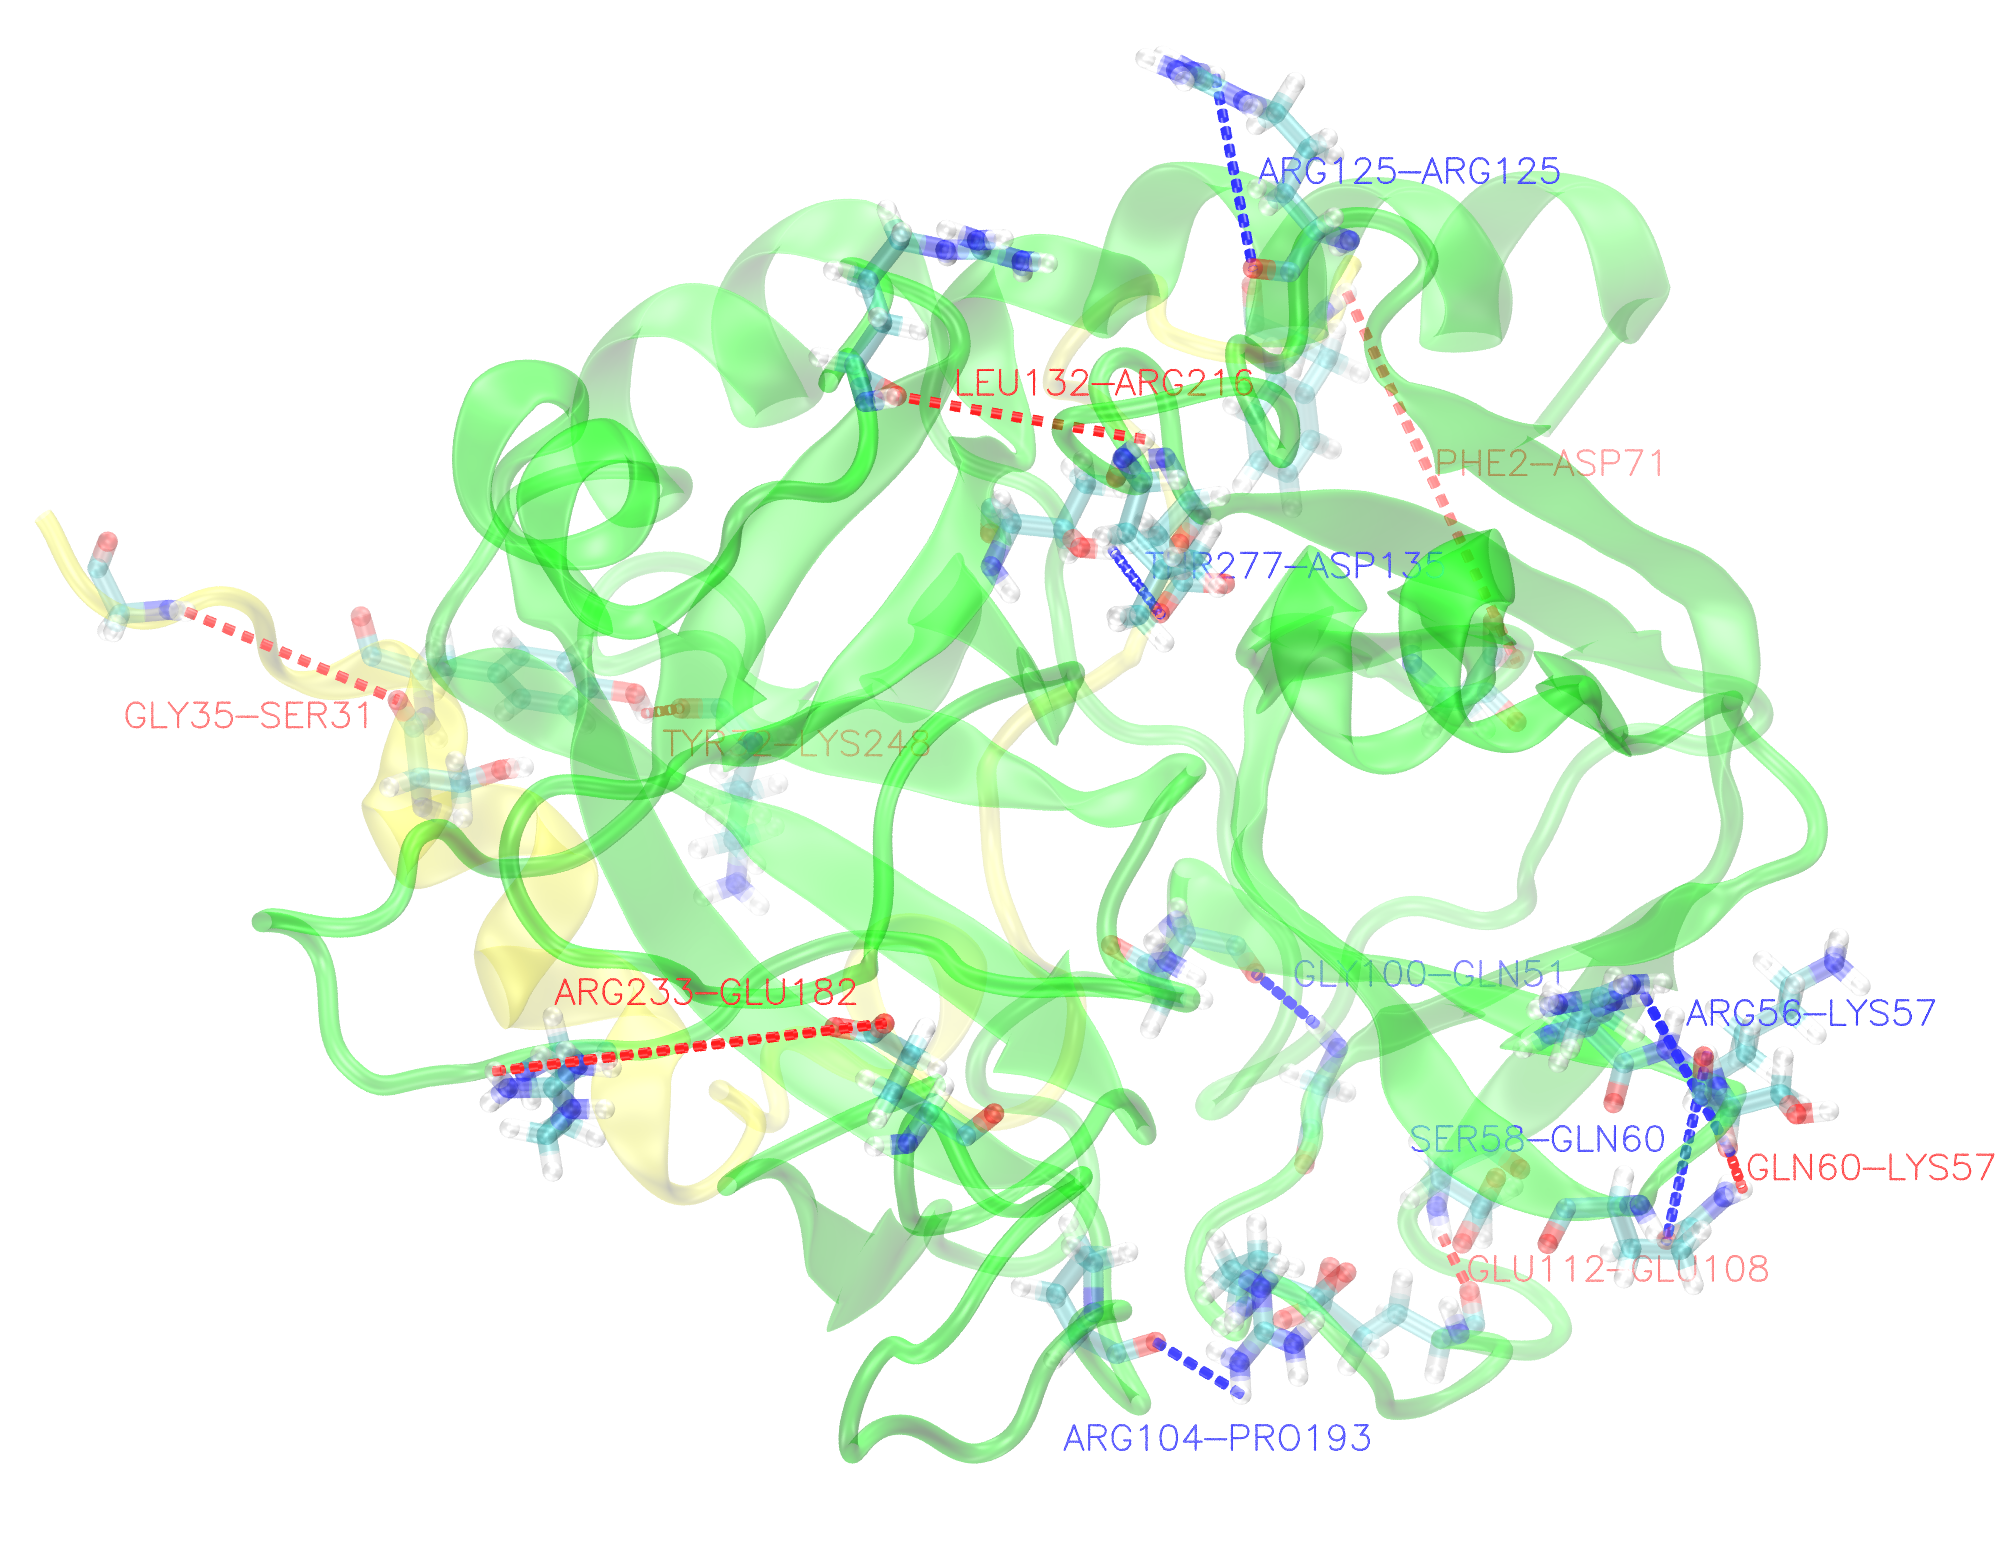 ARG125-ARG125
LEU132-ARG216
PHE2-ASP71
-ASP135
GLY35-SER31
TYR72-LYS248
GLY100-GLN51
ARG233-GLU182
ARG56-LYS57
SER58-GLN60
GLN60-LYS57
GLU112-GLU108
ARG104-PRO193